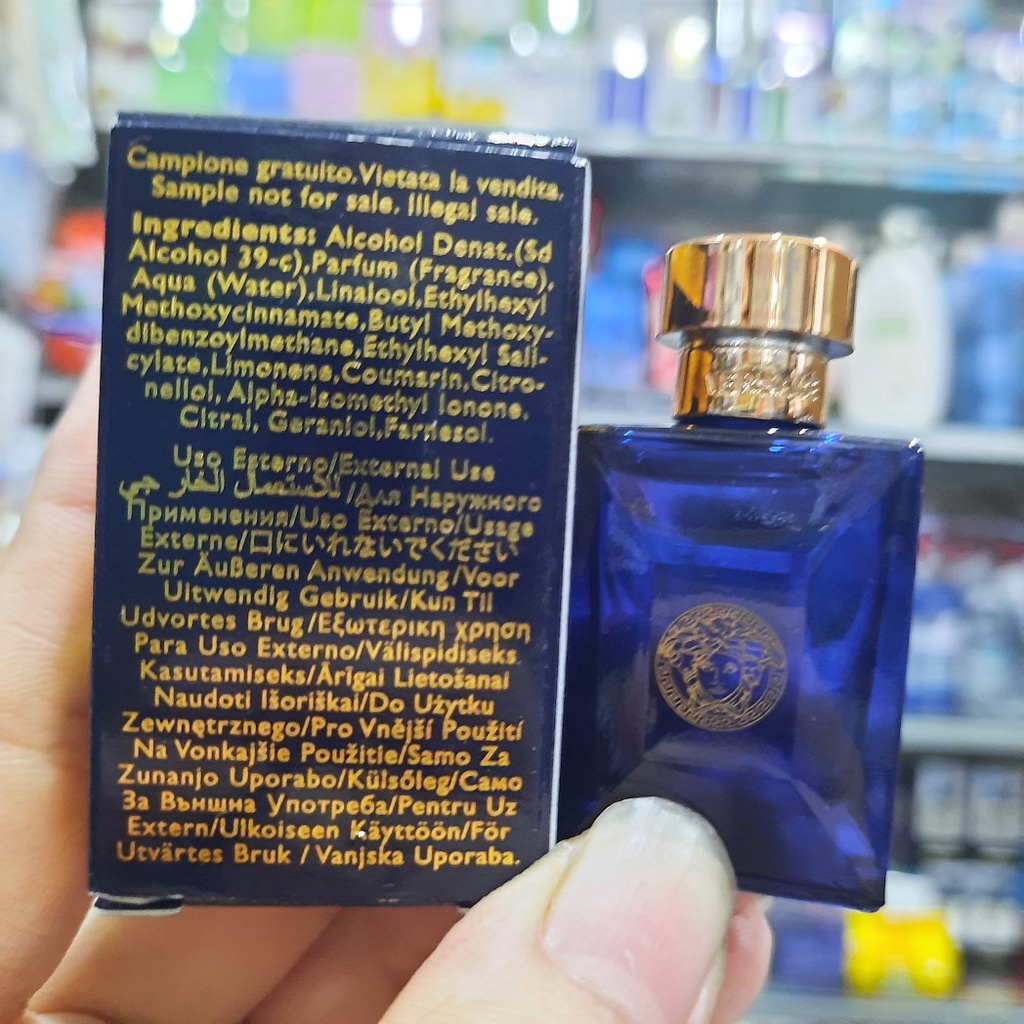 Campione gratuito.Vietata la vendita.
Sample not for sale. Illegal sale.
Ingredients: Alcohol Denat.(Sd
Alcohol 39-c),Parfum (Fragrance),
Aqua (Water),Linalool,Ethylhexyl
Methoxycinnamate,Butyl Methoxy-
dibenzoylmethane,Ethylhexyl Sali-
cylate,Limonene,Coumarin,Citro-
nellol, Alpha-Isomethyl Ionone,
Citral, Geraniol,Farnesol.
Uso Esterno/External Use
للاستعمال الخارجي/Для Наружного
Применения/Uso Externo/Usage
Externe/口にいれないでください
Zur Äußeren Anwendung/Voor
Uitwendig Gebruik/Kun Til
Udvortes Brug/Εξωτερικη χρηση
Para Uso Externo/Välispidiseks
Kasutamiseks/Ārīgai Lietošanai
Naudoti Išoriškai/Do Użytku
Zewnętrznego/Pro Vnější Použití
Na Vonkajšie Použitie/Samo Za
Zunanjo Uporabo/Külsőleg/Само
За Външна Употреба/Pentru Uz
Extern/Ulkoiseen Käyttöön/För
Utvärtes Bruk / Vanjska Uporaba.